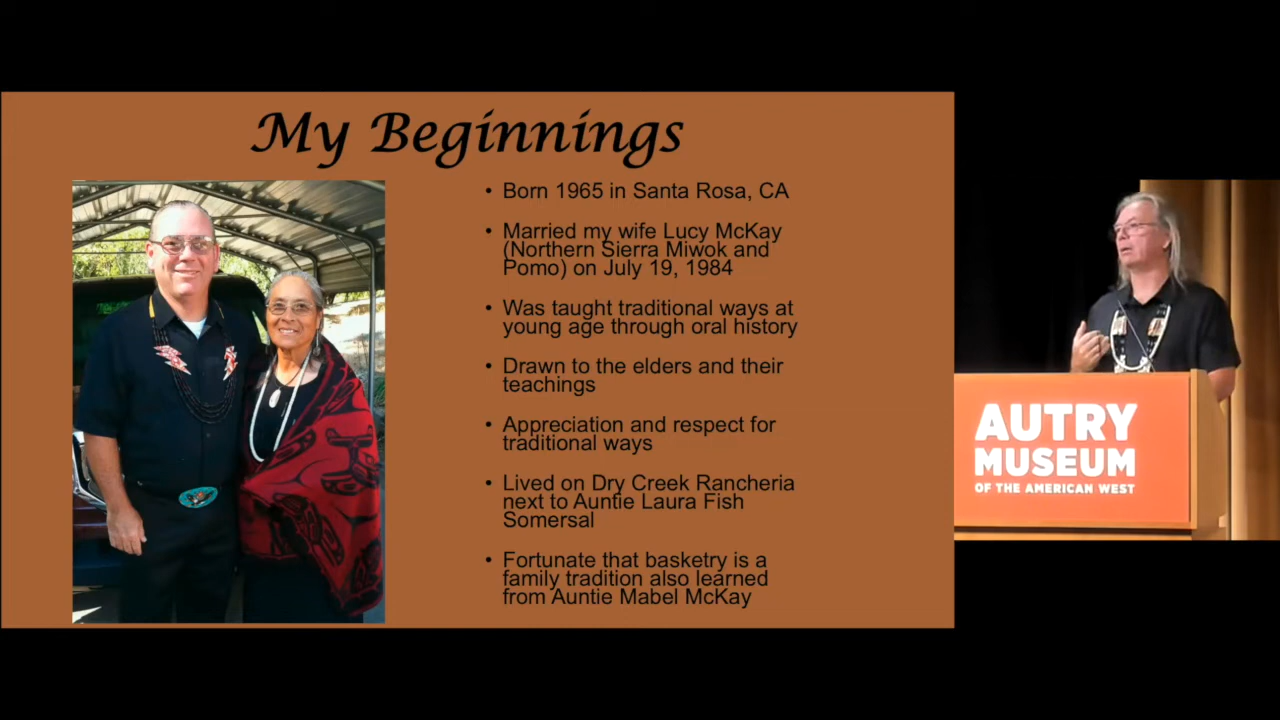 My Beginnings
• Born 1965 in Santa Rosa, CA
• Married my wife Lucy McKay
(Northern Sierra Miwok and
Pomo) on July 19, 1984
• Was taught traditional ways at
young age through oral history
• Drawn to the elders and their
teachings
• Appreciation and respect for
traditional ways
• Lived on Dry Creek Rancheria
next to Auntie Laura Fish
Somersal
• Fortunate that basketry is a
family tradition also learned
from Auntie Mabel McKay
AUTRY
MUSEUM
OF THE AMERICAN WEST